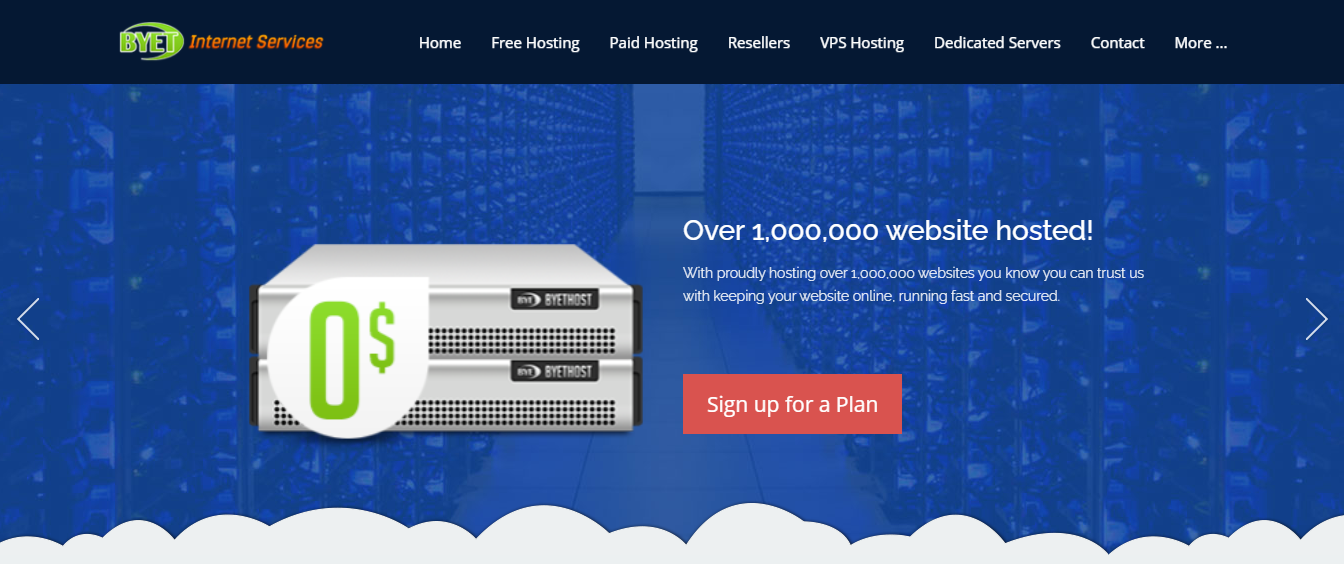 BYET Internet Services
Home Free Hosting Paid Hosting Resellers VPS Hosting Dedicated Servers Contact More ...
Over 1,000,000 website hosted!
With proudly hosting over 1,000,000 websites you know you can trust us
with keeping your website online, running fast and secured.
BYET BYETHOST
0$
BYET BYETHOST
Sign up for a Plan